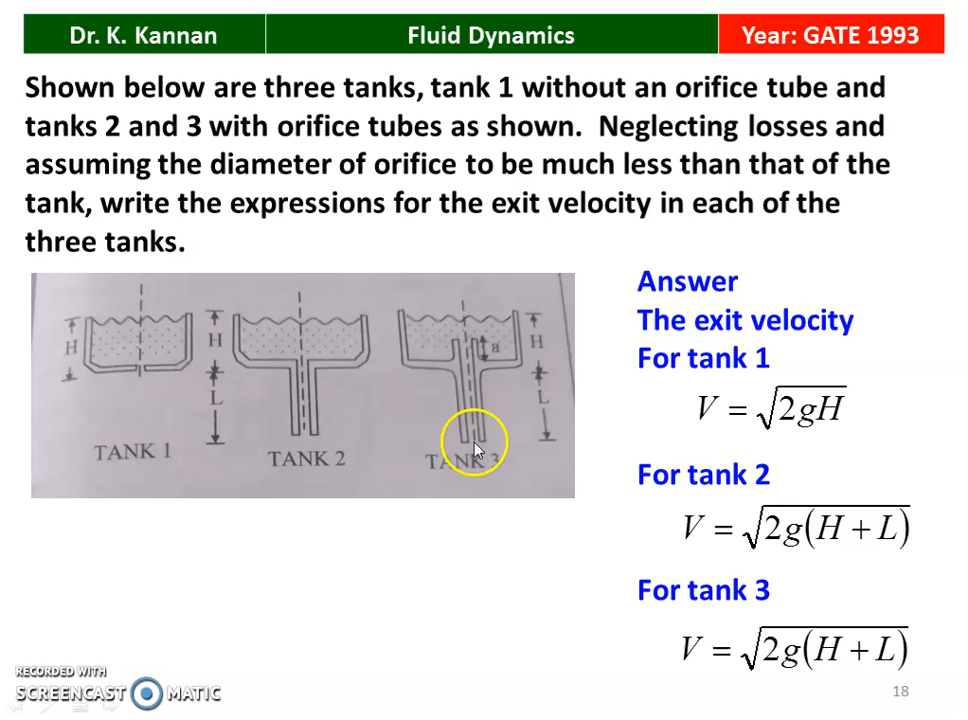 Dr. K. Kannan
Fluid Dynamics
Year: GATE 1993
Shown below are three tanks, tank 1 without an orifice tube and
tanks 2 and 3 with orifice tubes as shown. Neglecting losses and
assuming the diameter of orifice to be much less than that of the
tank, write the expressions for the exit velocity in each of the
three tanks.
H
H
L
a
H
L
TANK 1
TANK 2
TANK 3
Answer
The exit velocity
For tank 1
V = √2gH
For tank 2
V = √2g(H + L)
For tank 3
V = √2g(H + L)
RECORDED WITH
SCREENCAST MATIC
18